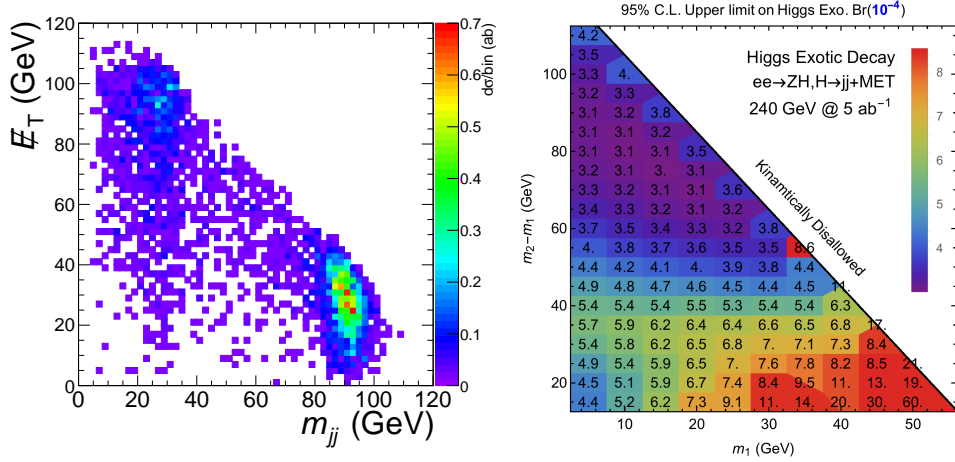 120
100
80
60
40
20
0
E̸T (GeV)
0 20 40 60 80 100 120
mjj (GeV)
0.7
0.6
0.5
0.4
0.3
0.2
0.1
0
dσ/bin (ab)
95% C.L. Upper limit on Higgs Exo. Br(10⁻⁴)
Higgs Exotic Decay
ee→ZH,H→jj+MET
240 GeV @ 5 ab⁻¹
Kinamtically Disallowed
100
80
60
40
20
m₂−m₁ (GeV)
4.2
3.5
3.3 4.
3.2 3.3
3.1 3.2 3.8
3.1 3.1 3.2
3.1 3.1 3.1 3.5
3.2 3.1 3. 3.1
3.3 3.2 3.1 3.1 3.6
3.4 3.3 3.2 3.1 3.2
3.7 3.5 3.4 3.3 3.2 3.8
4. 3.8 3.7 3.6 3.5 3.5 8.6
4.4 4.2 4.1 4. 3.9 3.8 4.4
4.9 4.8 4.7 4.6 4.5 4.4 4.5 11.
5.4 5.4 5.4 5.5 5.3 5.4 5.4 6.3
5.7 5.9 6.2 6.4 6.4 6.6 6.5 6.8 17.
5.4 5.8 6.2 6.5 6.8 7. 7.1 7.3 8.4
4.9 5.4 5.9 6.5 7. 7.6 7.8 8.2 8.5 21.
4.5 5.1 5.9 6.7 7.4 8.4 9.5 11. 13. 19.
4.4 5.2 6.2 7.3 9.1 11. 14. 20. 30. 60.
10 20 30 40 50
m₁ (GeV)
8
7
6
5
4